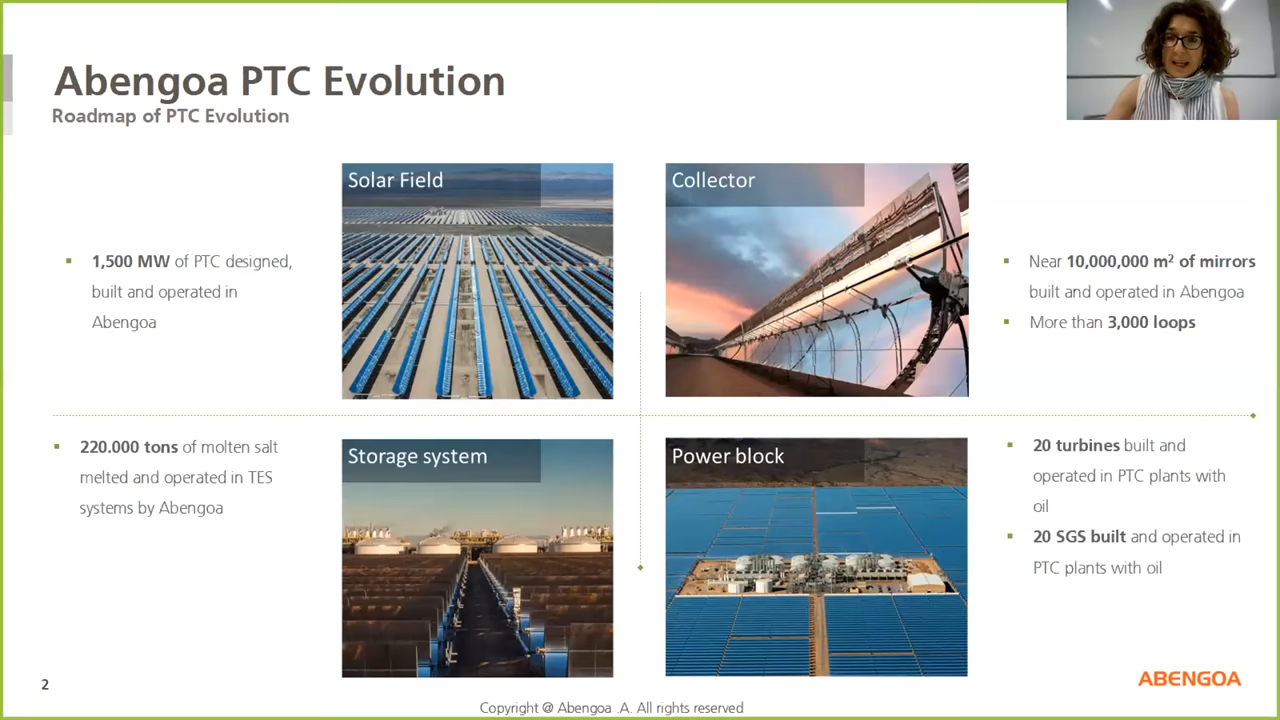 Abengoa PTC Evolution
Roadmap of PTC Evolution
Solar Field
1,500 MW of PTC designed,
built and operated in
Abengoa
Collector
Near 10,000,000 m² of mirrors
built and operated in Abengoa
More than 3,000 loops
Storage system
220.000 tons of molten salt
melted and operated in TES
systems by Abengoa
Power block
20 turbines built and
operated in PTC plants with
oil
20 SGS built and operated in
PTC plants with oil
2
Copyright @ Abengoa .A. All rights reserved
ABENGOA